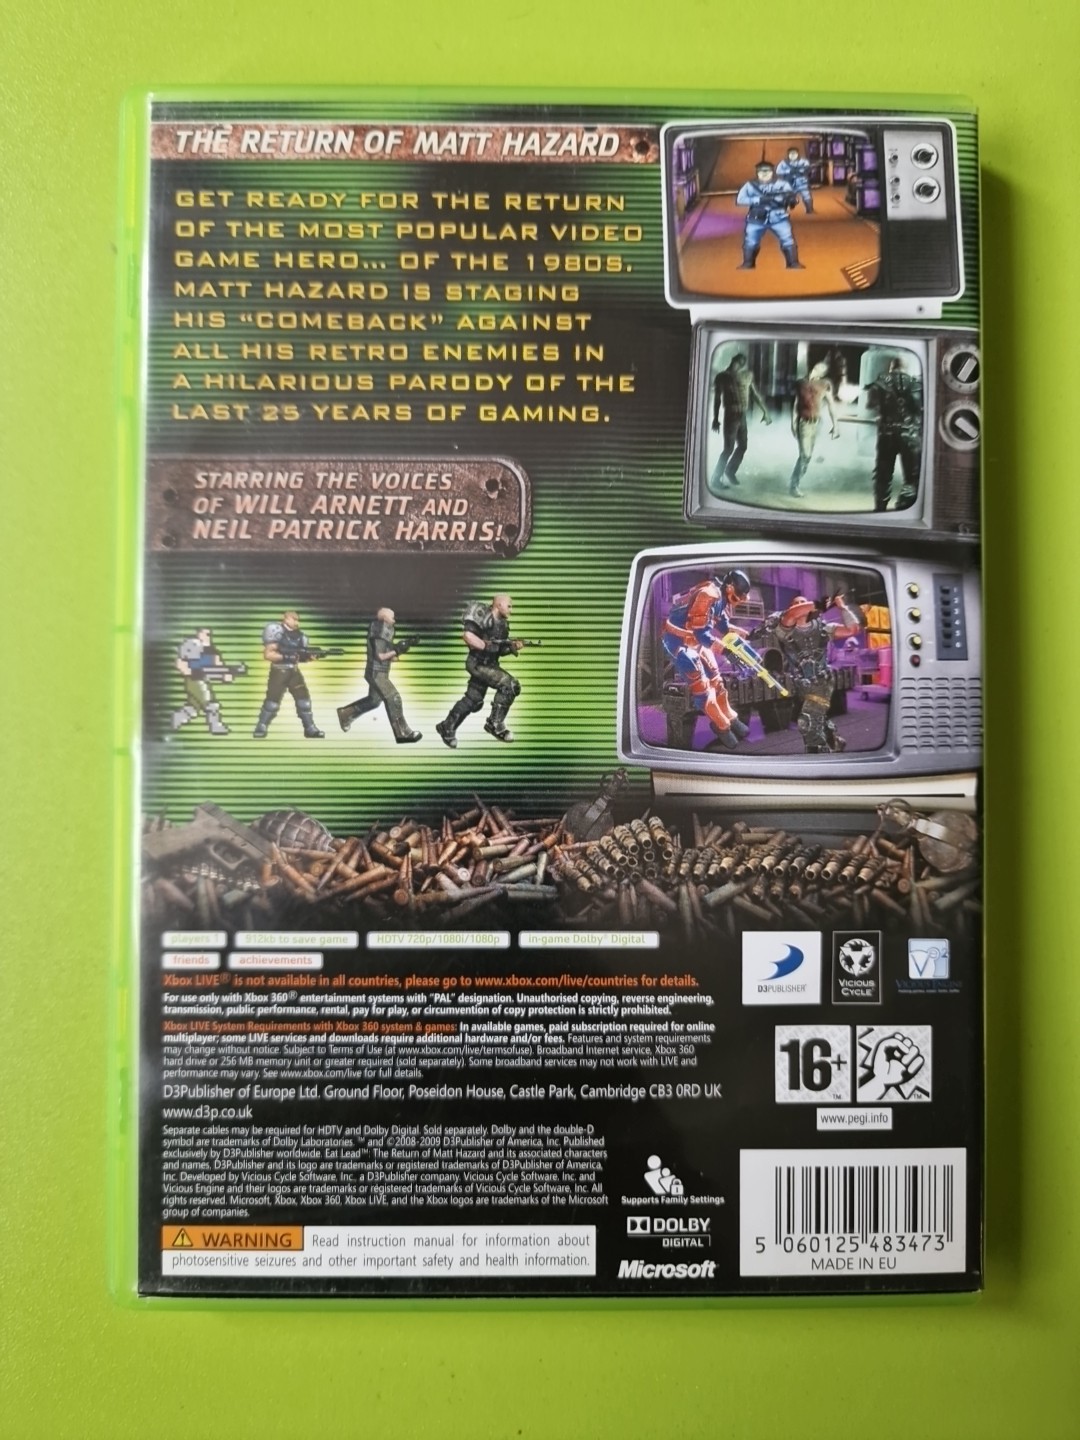 THE RETURN OF MATT HAZARD
GET READY FOR THE RETURN
OF THE MOST POPULAR VIDEO
GAME HERO... OF THE 1980S.
MATT HAZARD IS STAGING
HIS “COMEBACK” AGAINST
ALL HIS RETRO ENEMIES IN
A HILARIOUS PARODY OF THE
LAST 25 YEARS OF GAMING.
STARRING THE VOICES
OF WILL ARNETT AND
NEIL PATRICK HARRIS!
players 1 912kb to save game HDTV 720p/1080i/1080p in-game Dolby® Digital
friends achievements
Xbox LIVE® is not available in all countries, please go to www.xbox.com/live/countries for details.
For use only with Xbox 360® entertainment systems with "PAL" designation. Unauthorised copying, reverse engineering,
transmission, public performance, rental, pay for play, or circumvention of copy protection is strictly prohibited.
Xbox LIVE System Requirements with Xbox 360 system & games: In available games, paid subscription required for online
multiplayer; some LIVE services and downloads require additional hardware and/or fees. Features and system requirements
may change without notice. Subject to Terms of Use (at www.xbox.com/live/termsofuse). Broadband Internet service, Xbox 360
hard drive or 256 MB memory unit or greater required (sold separately). Some broadband services may not work with LIVE and
performance may vary. See www.xbox.com/live for full details.
D3Publisher of Europe Ltd. Ground Floor, Poseidon House, Castle Park, Cambridge CB3 0RD UK
www.d3p.co.uk
Separate cables may be required for HDTV and Dolby Digital. Sold separately. Dolby and the double-D
symbol are trademarks of Dolby Laboratories. ™ and ©2008-2009 D3Publisher of America, Inc. Published
exclusively by D3Publisher worldwide. Eat Lead™: The Return of Matt Hazard and its associated characters
and names, D3Publisher and its logo are trademarks or registered trademarks of D3Publisher of America,
Inc. Developed by Vicious Cycle Software, Inc., a D3Publisher company. Vicious Cycle Software, Inc. and
Vicious Engine and their logos are trademarks or registered trademarks of Vicious Cycle Software, Inc. All
rights reserved. Microsoft, Xbox, Xbox 360, Xbox LIVE, and the Xbox logos are trademarks of the Microsoft
group of companies.
WARNING Read instruction manual for information about
photosensitive seizures and other important safety and health information.
D3PUBLISHER
VICIOUS
CYCLE
VICIOUS ENGINE
16+
www.pegi.info
Supports Family Settings
DOLBY
DIGITAL
Microsoft
5 060125 483473
MADE IN EU